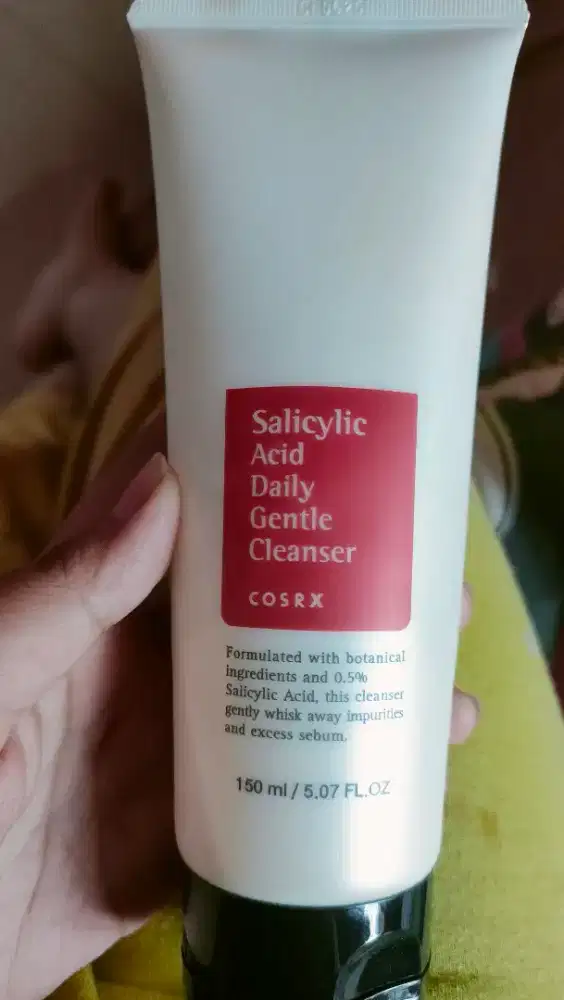 Salicylic
Acid
Daily
Gentle
Cleanser
COSRX
Formulated with botanical
ingredients and 0.5%
Salicylic Acid, this cleanser
gently whisk away impurities
and excess sebum.
150 ml / 5.07 FL.OZ